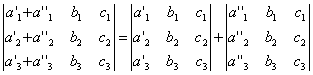 |a'₁+a''₁ b₁ c₁| |a'₁ b₁ c₁| |a''₁ b₁ c₁|
|a'₂+a''₂ b₂ c₂| = |a'₂ b₂ c₂| + |a''₂ b₂ c₂|
|a'₃+a''₃ b₃ c₃| |a'₃ b₃ c₃| |a''₃ b₃ c₃|